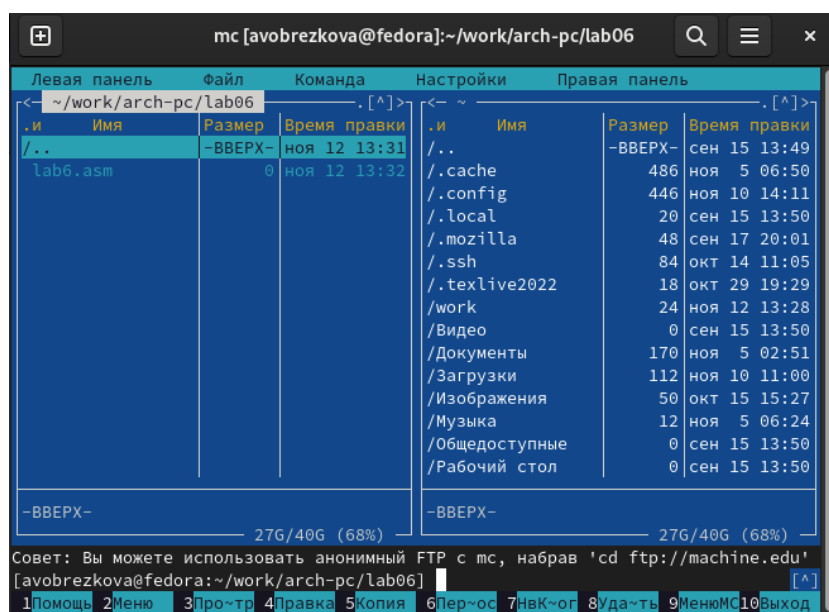 mc [avobrezkova@fedora]:~/work/arch-pc/lab06
Левая панель Файл Команда Настройки Правая панель
<- ~/work/arch-pc/lab06 .[^]>
.и Имя Размер Время правки
/.. -ВВЕРХ- ноя 12 13:31
lab6.asm 0 ноя 12 13:32
-ВВЕРХ-
27G/40G (68%)
<- ~ .[^]>
.и Имя Размер Время правки
/.. -ВВЕРХ- сен 15 13:49
/.cache 486 ноя 5 06:50
/.config 446 ноя 10 14:11
/.local 20 сен 15 13:50
/.mozilla 48 сен 17 20:01
/.ssh 84 окт 14 11:05
/.texlive2022 18 окт 29 19:29
/work 24 ноя 12 13:28
/Видео 0 сен 15 13:50
/Документы 170 ноя 5 02:51
/Загрузки 112 ноя 10 11:00
/Изображения 50 окт 15 15:27
/Музыка 12 ноя 5 06:24
/Общедоступные 0 сен 15 13:50
/Рабочий стол 0 сен 15 13:50
-ВВЕРХ-
27G/40G (68%)
Совет: Вы можете использовать анонимный FTP с mc, набрав 'cd ftp://machine.edu'
[avobrezkova@fedora:~/work/arch-pc/lab06] [^]
1Помощь 2Меню 3Про~тр 4Правка 5Копия 6Пер~ос 7НвК~ог 8Уда~ть 9МенюMC 10Выход